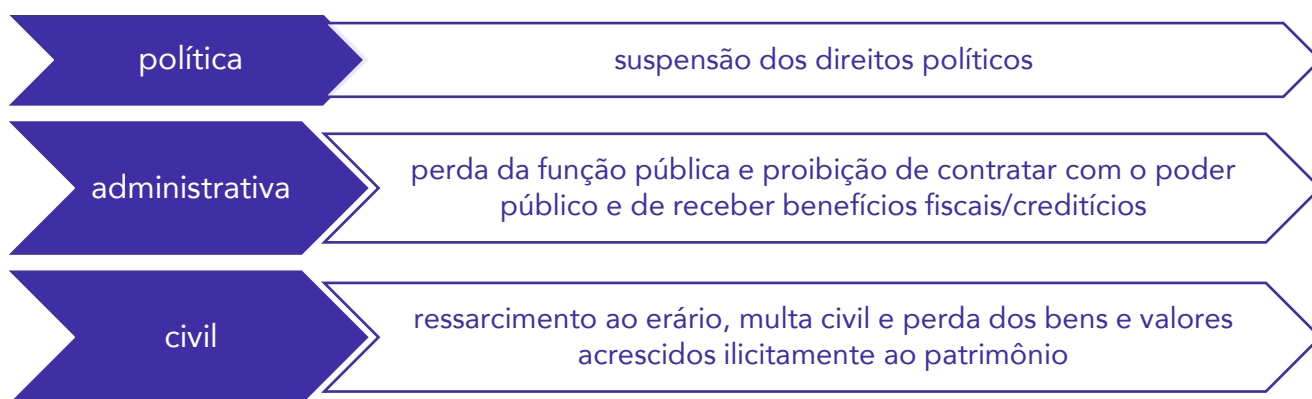 política
suspensão dos direitos políticos
administrativa
perda da função pública e proibição de contratar com o poder
público e de receber benefícios fiscais/creditícios
civil
ressarcimento ao erário, multa civil e perda dos bens e valores
acrescidos ilicitamente ao patrimônio